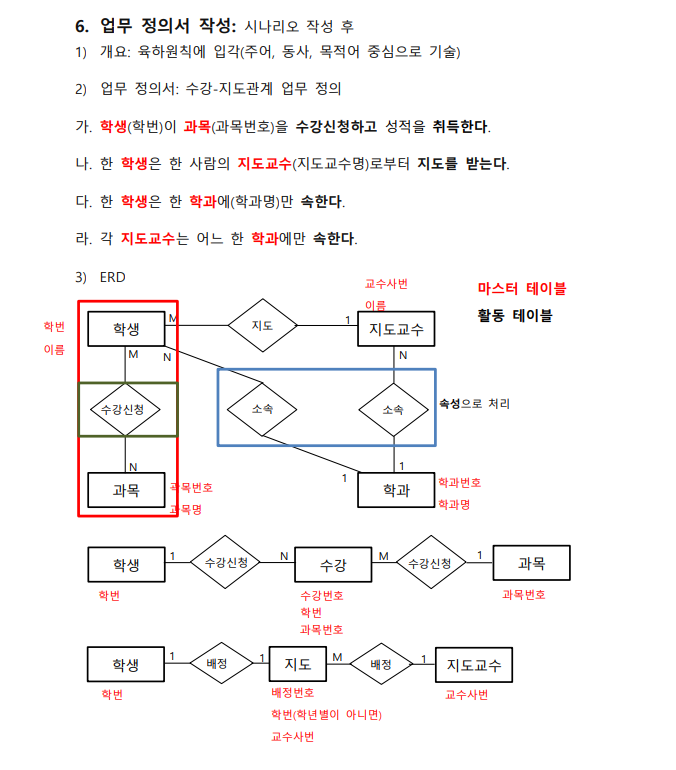 6. 업무 정의서 작성: 시나리오 작성 후
1) 개요: 육하원칙에 입각(주어, 동사, 목적어 중심으로 기술)
2) 업무 정의서: 수강-지도관계 업무 정의
가. 학생(학번)이 과목(과목번호)을 수강신청하고 성적을 취득한다.
나. 한 학생은 한 사람의 지도교수(지도교수명)로부터 지도를 받는다.
다. 한 학생은 한 학과에(학과명)만 속한다.
라. 각 지도교수는 어느 한 학과에만 속한다.
3) ERD
교수사번
이름
마스터 테이블
활동 테이블
학번
이름
학생 M 지도 1 지도교수
M N N
수강신청 소속 소속 속성으로 처리
N 1 1
과목 학과
과목번호
과목명
학과번호
학과명
학생 1 수강신청 N 수강 M 수강신청 1 과목
학번 수강번호 과목번호
학번
과목번호
학생 1 배정 1 지도 M 배정 1 지도교수
학번 배정번호 교수사번
학번(학년별이 아니면)
교수사번